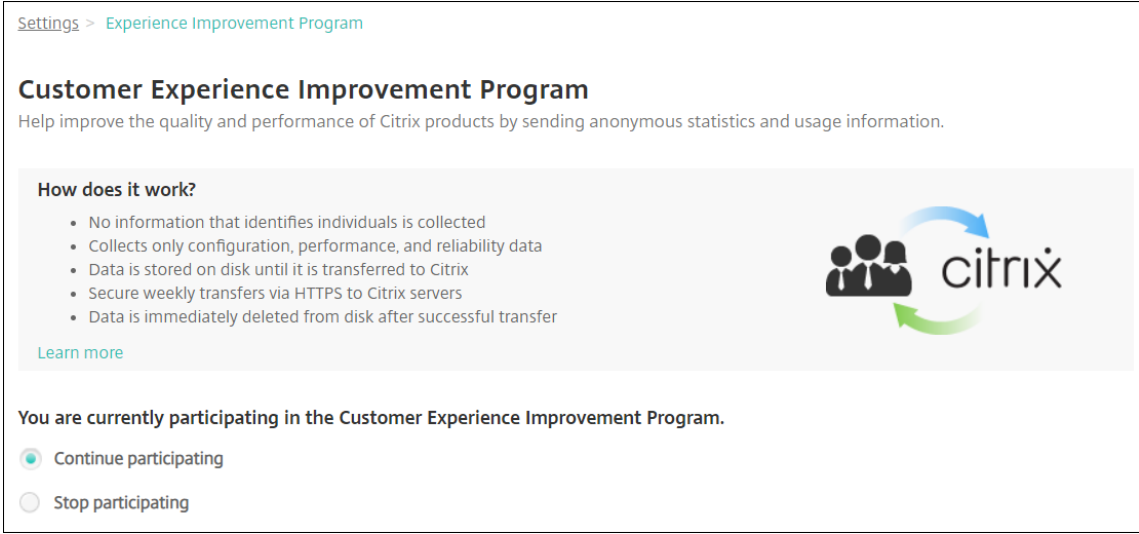 Settings > Experience Improvement Program
Customer Experience Improvement Program
Help improve the quality and performance of Citrix products by sending anonymous statistics and usage information.
How does it work?
• No information that identifies individuals is collected
• Collects only configuration, performance, and reliability data
• Data is stored on disk until it is transferred to Citrix
• Secure weekly transfers via HTTPS to Citrix servers
• Data is immediately deleted from disk after successful transfer
Learn more
citrix
You are currently participating in the Customer Experience Improvement Program.
Continue participating
Stop participating